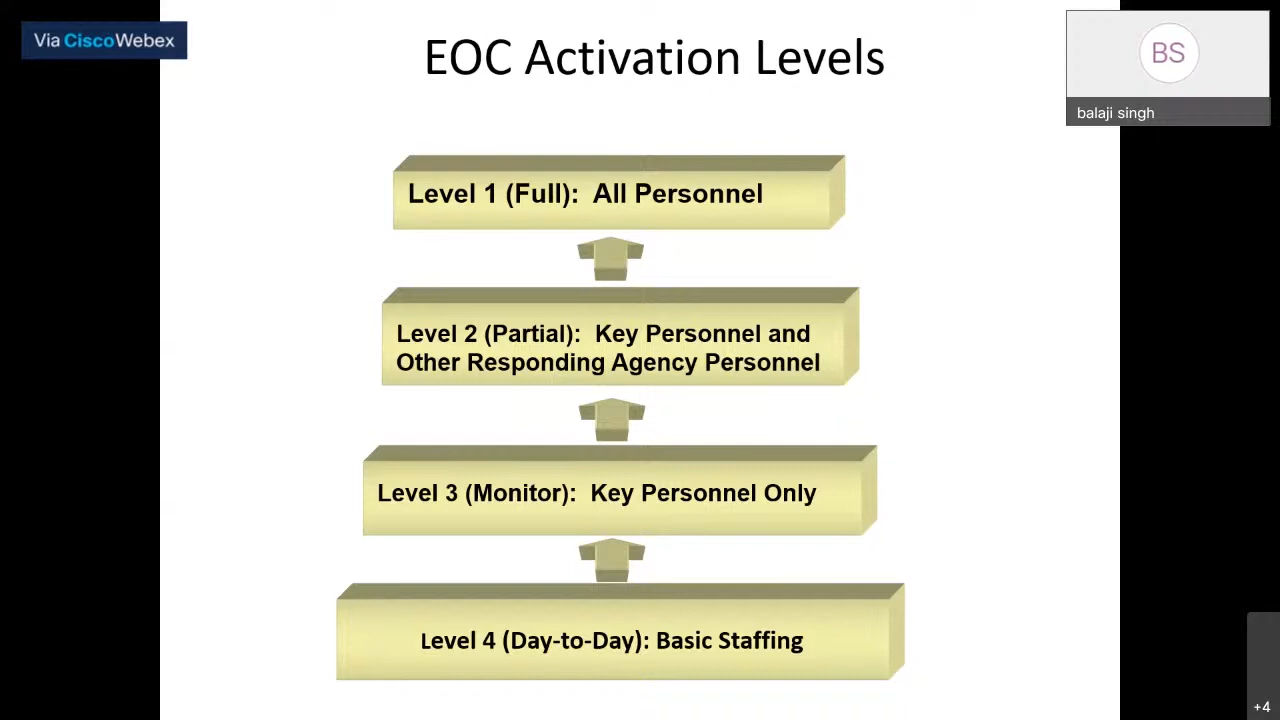 Via CiscoWebex
EOC Activation Levels
BS
balaji singh
Level 1 (Full):  All Personnel
Level 2 (Partial):  Key Personnel and
Other Responding Agency Personnel
Level 3 (Monitor):  Key Personnel Only
Level 4 (Day-to-Day): Basic Staffing
+4